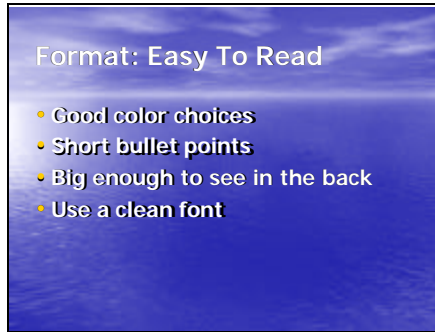 Format: Easy To Read
• Good color choices
• Short bullet points
• Big enough to see in the back
• Use a clean font